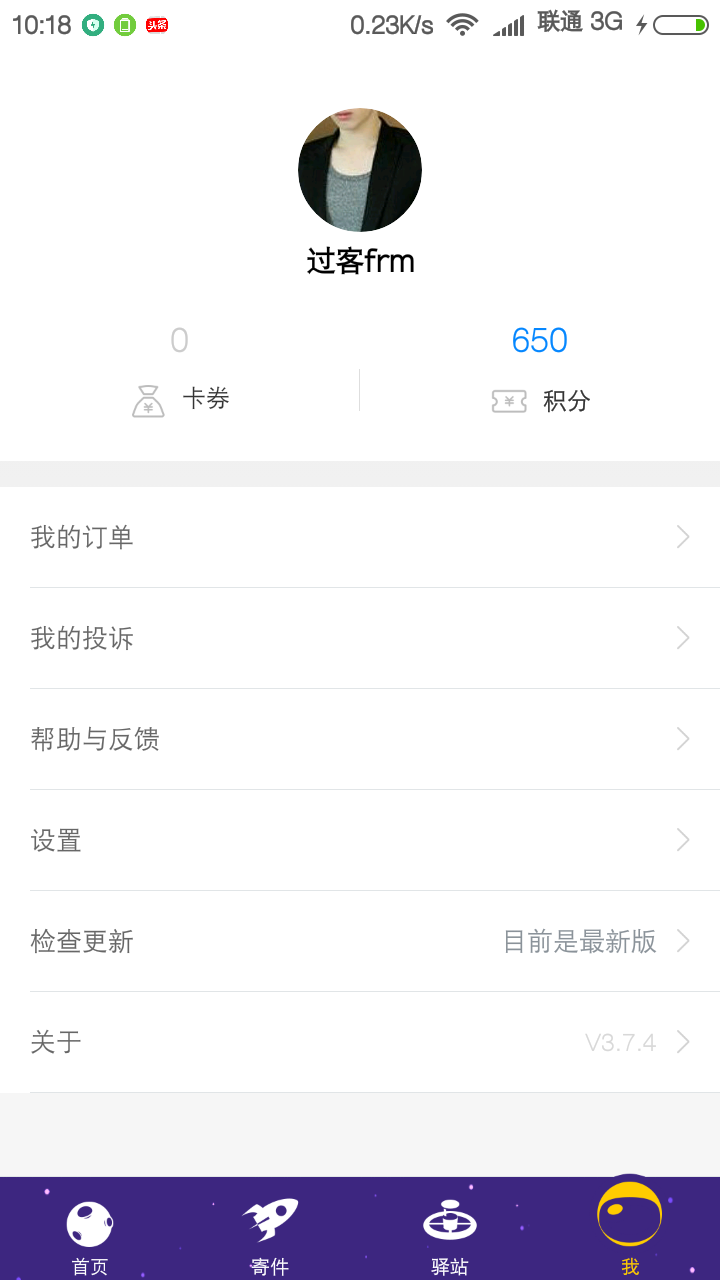 10:18 头条 0.23K/s 联通 3G
过客frm
0 650
¥ 卡券 ¥ 积分
我的订单
我的投诉
帮助与反馈
设置
检查更新 目前是最新版
关于 V3.7.4
首页 寄件 驿站 我